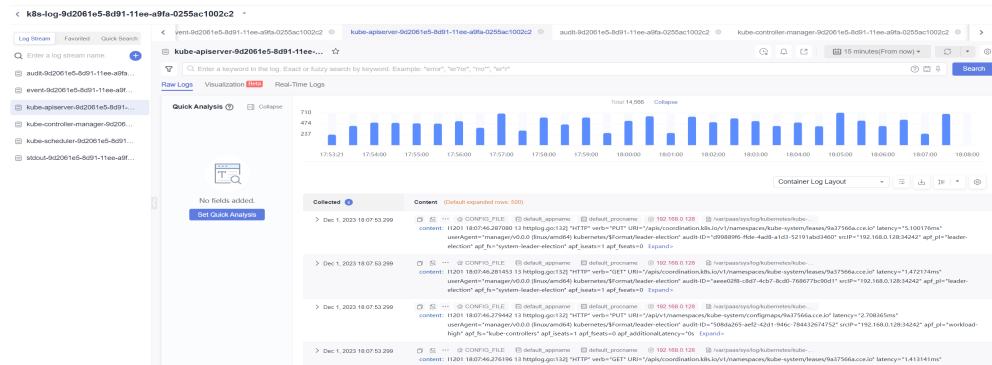 k8s-log-9d2061e5-8d91-11ee-a9fa-0255ac1002c2
Log Stream Favorites Quick Search
Enter a log stream name.
audit-9d2061e5-8d91-11ee-a9fa...
event-9d2061e5-8d91-11ee-a9f...
kube-apiserver-9d2061e5-8d91-...
kube-controller-manager-9d206...
kube-scheduler-9d2061e5-8d91...
stdout-9d2061e5-8d91-11ee-a9f...
vent-9d2061e5-8d91-11ee-a9fa-0255ac1002c2 kube-apiserver-9d2061e5-8d91-11ee-a9fa-0255ac1002c2 audit-9d2061e5-8d91-11ee-a9fa-0255ac1002c2 kube-controller-manager-9d2061e5-8d91-11ee-a9fa-0255ac1002c2
kube-apiserver-9d2061e5-8d91-11ee-... 15 minutes(From now)
Enter a keyword in the log. Exact or fuzzy search by keyword. Example: "error", "er?or", "rro*", "er*r" Search
Raw Logs Visualization Beta Real-Time Logs
Quick Analysis Collapse
No fields added.
Set Quick Analysis
Total 14,566 Collapse
710
474
237
17:53:21 17:54:00 17:55:00 17:56:00 17:57:00 17:58:00 17:59:00 18:00:00 18:01:00 18:02:00 18:03:00 18:04:00 18:05:00 18:06:00 18:07:00 18:08:00
Container Log Layout
Collected Content (Default expanded rows: 500)
Dec 1, 2023 18:07:53.299 CONFIG_FILE default_appname default_procname 192.168.0.128 /var/paas/sys/log/kubernetes/kube-...
content: I1201 18:07:46.287080 13 httplog.go:132] "HTTP" verb="PUT" URI="/apis/coordination.k8s.io/v1/namespaces/kube-system/leases/9a37566a.cce.io" latency="5.100176ms"
userAgent="manager/v0.0.0 (linux/amd64) kubernetes/$Format/leader-election" audit-ID="d99889f6-ffde-4ad8-a1d3-52191abd3460" srcIP="192.168.0.128:34242" apf_pl="leader-
election" apf_fs="system-leader-election" apf_iseats=1 apf_fseats=0 Expand>
Dec 1, 2023 18:07:53.299 CONFIG_FILE default_appname default_procname 192.168.0.128 /var/paas/sys/log/kubernetes/kube-...
content: I1201 18:07:46.281453 13 httplog.go:132] "HTTP" verb="GET" URI="/apis/coordination.k8s.io/v1/namespaces/kube-system/leases/9a37566a.cce.io" latency="1.472174ms"
userAgent="manager/v0.0.0 (linux/amd64) kubernetes/$Format/leader-election" audit-ID="aeee02f8-c8d7-4cb7-8cd0-768677bc90d1" srcIP="192.168.0.128:34242" apf_pl="leader-
election" apf_fs="system-leader-election" apf_iseats=1 apf_fseats=0 Expand>
Dec 1, 2023 18:07:53.299 CONFIG_FILE default_appname default_procname 192.168.0.128 /var/paas/sys/log/kubernetes/kube-...
content: I1201 18:07:46.279442 13 httplog.go:132] "HTTP" verb="PUT" URI="/api/v1/namespaces/kube-system/configmaps/9a37566a.cce.io" latency="2.708365ms"
userAgent="manager/v0.0.0 (linux/amd64) kubernetes/$Format/leader-election" audit-ID="508da265-aef2-42d1-946c-784432674752" srcIP="192.168.0.128:34242" apf_pl="workload-
high" apf_fs="kube-controllers" apf_iseats=1 apf_fseats=0 apf_additionalLatency="0s Expand>
Dec 1, 2023 18:07:53.299 CONFIG_FILE default_appname default_procname 192.168.0.128 /var/paas/sys/log/kubernetes/kube-...
content: I1201 18:07:46.276196 13 httplog.go:132] "HTTP" verb="GET" URI="/apis/coordination.k8s.io/v1/namespaces/kube-system/leases/9a37566a.cce.io" latency="1.413141ms"